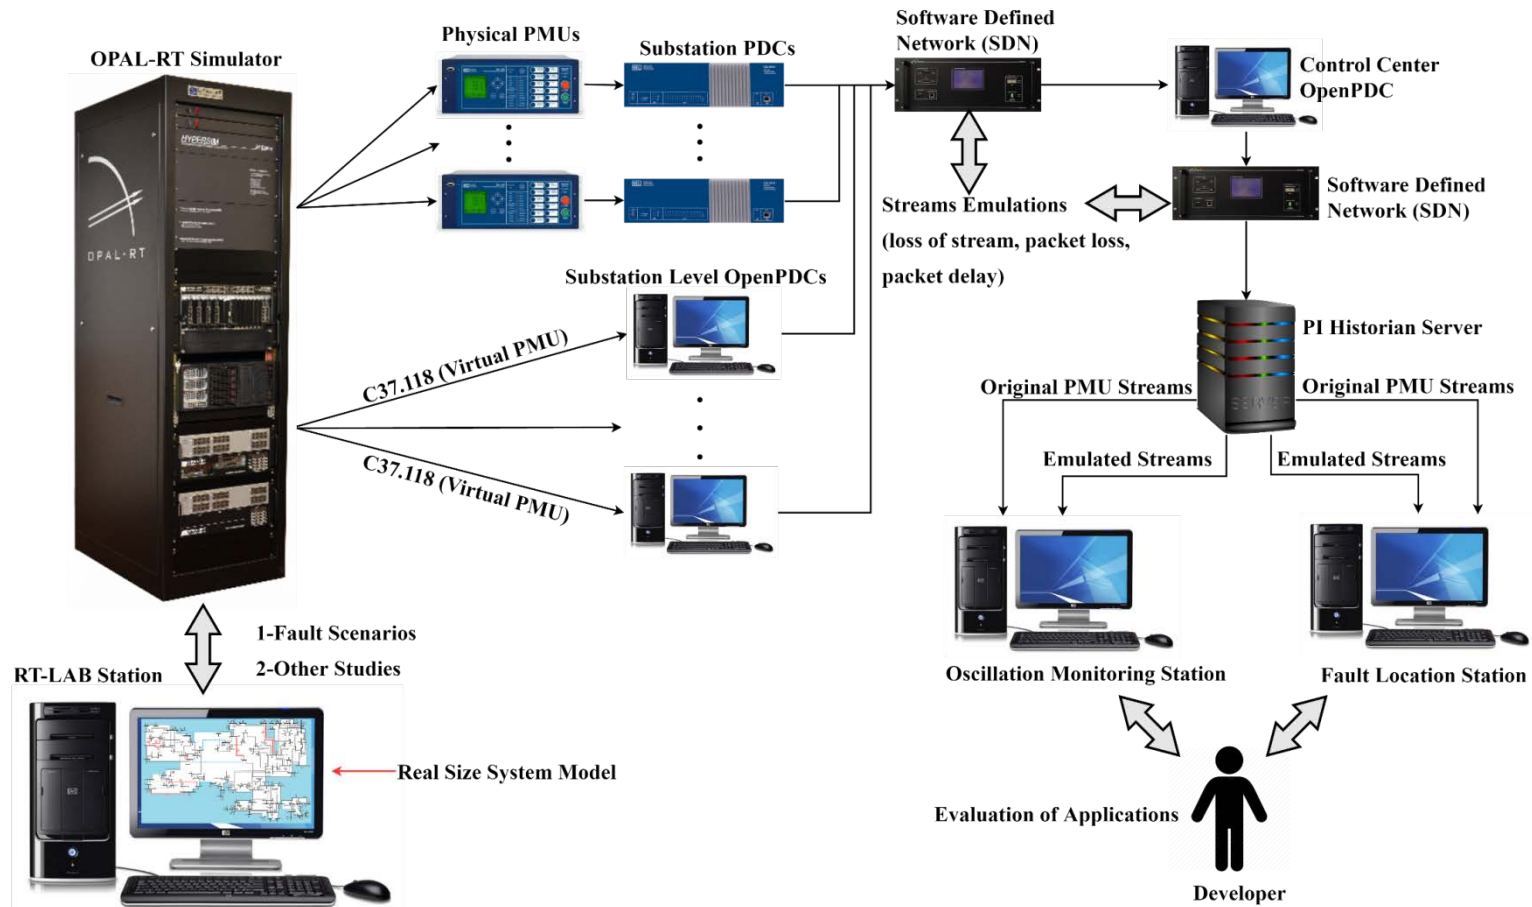 OPAL-RT Simulator
HYPERSIM
OPAL-RT
Physical PMUs
Substation PDCs
Software Defined
Network (SDN)
Control Center
OpenPDC
Streams Emulations
(loss of stream, packet loss,
packet delay)
Software Defined
Network (SDN)
Substation Level OpenPDCs
C37.118 (Virtual PMU)
C37.118 (Virtual PMU)
PI Historian Server
SERVER
Original PMU Streams
Original PMU Streams
Emulated Streams
Emulated Streams
Oscillation Monitoring Station
Fault Location Station
1-Fault Scenarios
2-Other Studies
RT-LAB Station
Real Size System Model
Evaluation of Applications
Developer